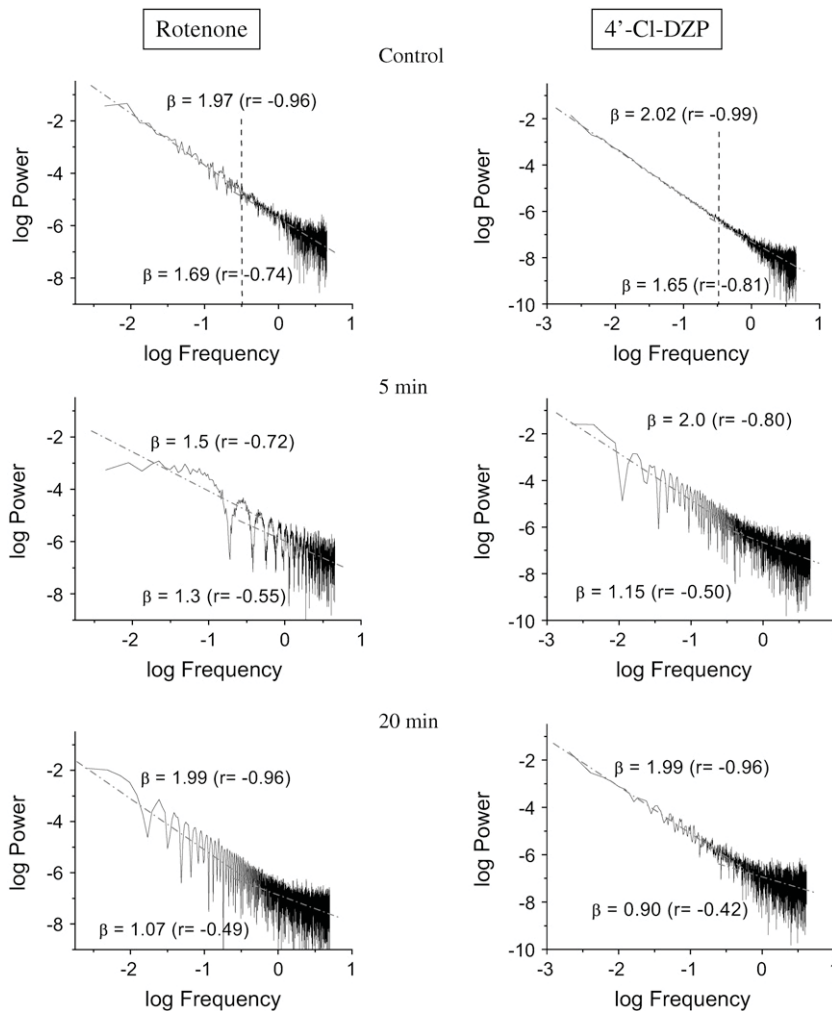 Rotenone
4’-Cl-DZP
Control
β = 1.97 (r= -0.96)
β = 1.69 (r= -0.74)
-2
-4
-6
-8
log Power
-2
-1
0
1
log Frequency
β = 2.02 (r= -0.99)
β = 1.65 (r= -0.81)
-2
-4
-6
-8
-10
log Power
-3
-2
-1
0
1
log Frequency
5 min
β = 1.5 (r= -0.72)
β = 1.3 (r= -0.55)
-2
-4
-6
-8
log Power
-2
-1
0
1
log Frequency
β = 2.0 (r= -0.80)
β = 1.15 (r= -0.50)
-2
-4
-6
-8
-10
log Power
-3
-2
-1
0
1
log Frequency
20 min
β = 1.99 (r= -0.96)
β = 1.07 (r= -0.49)
-2
-4
-6
-8
log Power
-2
-1
0
1
log Frequency
β = 1.99 (r= -0.96)
β = 0.90 (r= -0.42)
-2
-4
-6
-8
-10
log Power
-3
-2
-1
0
1
log Frequency